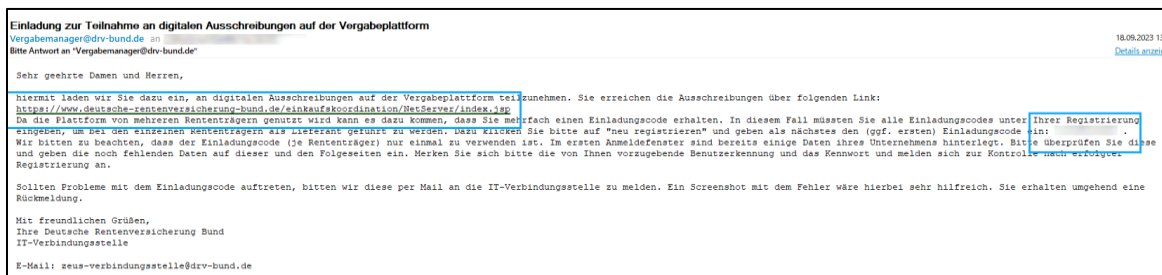 Einladung zur Teilnahme an digitalen Ausschreibungen auf der Vergabeplattform
Vergabemanager@drv-bund.de an
18.09.2023 13
Bitte Antwort an "Vergabemanager@drv-bund.de"
Details anzei
Sehr geehrte Damen und Herren,
hiermit laden wir Sie dazu ein, an digitalen Ausschreibungen auf der Vergabeplattform teilzunehmen. Sie erreichen die Ausschreibungen über folgenden Link:
https://www.deutsche-rentenversicherung-bund.de/einkaufskoordination/NetServer/index.jsp
Da die Plattform von mehreren Rententrägern genutzt wird kann es dazu kommen, dass Sie mehrfach einen Einladungscode erhalten. In diesem Fall müssten Sie alle Einladungscodes unter Ihrer Registrierung
eingeben, um bei den einzelnen Rententrägern als Lieferant geführt zu werden. Dazu klicken Sie bitte auf "neu registrieren" und geben als nächstes den (ggf. ersten) Einladungscode ein: .
Wir bitten zu beachten, dass der Einladungscode (je Rententräger) nur einmal zu verwenden ist. Im ersten Anmeldefenster sind bereits einige Daten ihres Unternehmens hinterlegt. Bitte überprüfen Sie diese
und geben die noch fehlenden Daten auf dieser und den Folgeseiten ein. Merken Sie sich bitte die von Ihnen vorzugebende Benutzerkennung und das Kennwort und melden sich zur Kontrolle nach erfolgter
Registrierung an.
Sollten Probleme mit dem Einladungscode auftreten, bitten wir diese per Mail an die IT-Verbindungsstelle zu melden. Ein Screenshot mit dem Fehler wäre hierbei sehr hilfreich. Sie erhalten umgehend eine
Rückmeldung.
Mit freundlichen Grüßen,
Ihre Deutsche Rentenversicherung Bund
IT-Verbindungsstelle
E-Mail: zeus-verbindungsstelle@drv-bund.de